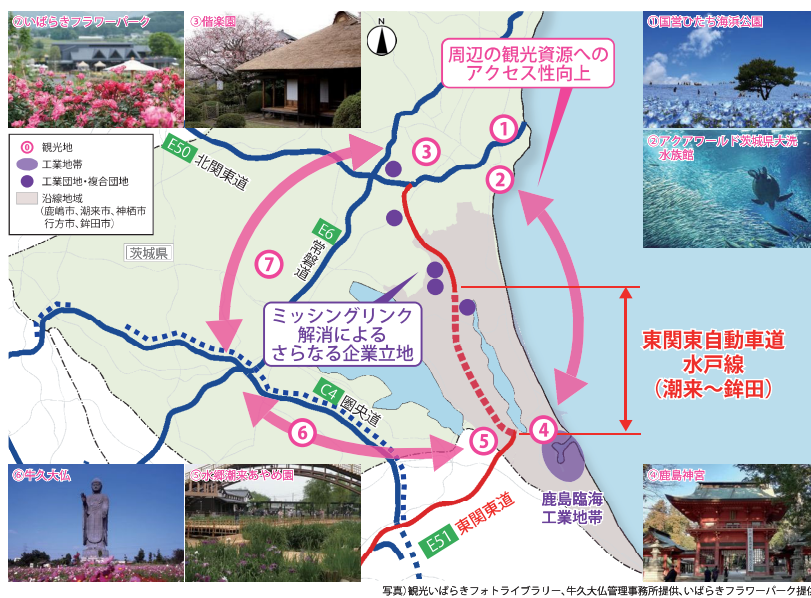 ⑦いばらきフラワーパーク
③偕楽園
N
周辺の観光資源への
アクセス性向上
①国営ひたち海浜公園
②アクアワールド茨城県大洗
水族館
⓪ 観光地
工業地帯
工業団地・複合団地
沿線地域
(鹿嶋市、潮来市、神栖市
行方市、鉾田市)
E50 北関東道
③
①
②
E6 常磐道
茨城県
⑦
ミッシングリンク
解消による
さらなる企業立地
東関東自動車道
水戸線
(潮来~鉾田)
C4 圏央道
⑥
⑤
④
⑥牛久大仏
⑤水郷潮来あやめ園
鹿島臨海
工業地帯
④鹿島神宮
E51 東関東道
写真)観光いばらきフォトライブラリー、牛久大仏管理事務所提供、いばらきフラワーパーク提供